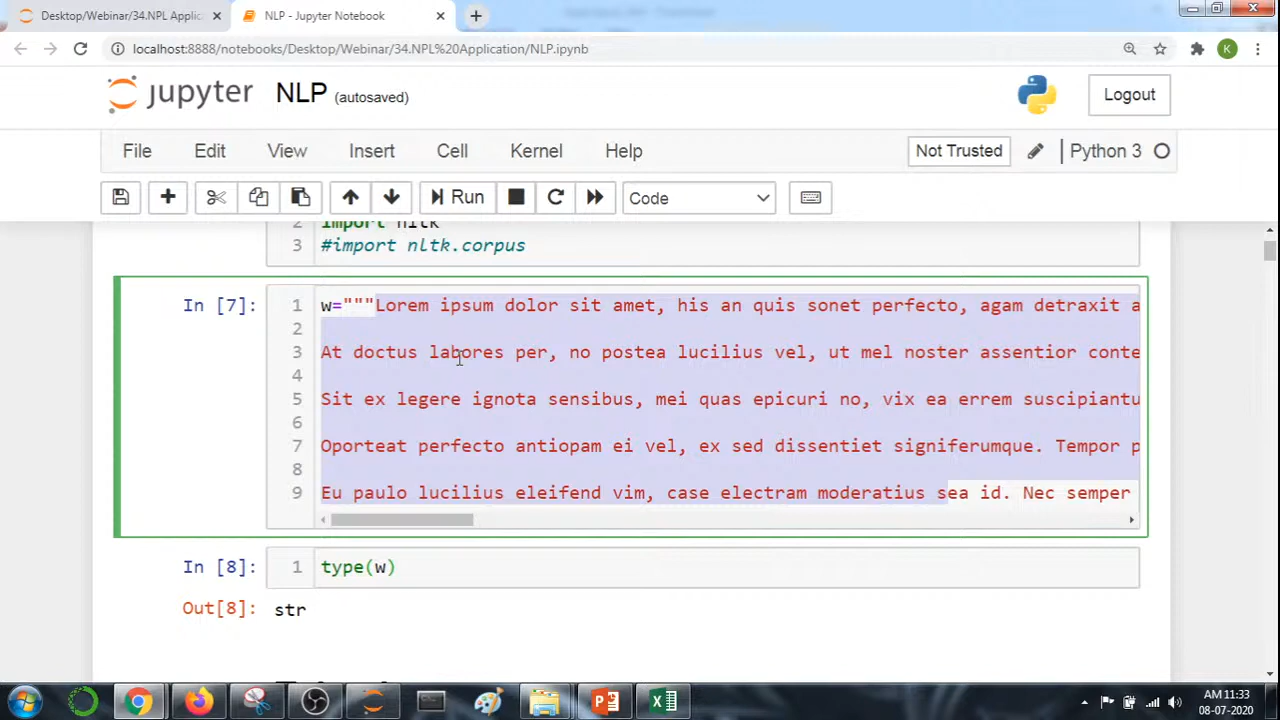 Desktop/Webinar/34.NPL Applic
NLP - Jupyter Notebook
localhost:8888/notebooks/Desktop/Webinar/34.NPL%20Application/NLP.ipynb
K
jupyter NLP (autosaved)
Logout
File Edit View Insert Cell Kernel Help
Not Trusted
Python 3
Run
Code
2 import nltk
3 #import nltk.corpus
In [7]:
1 w="""Lorem ipsum dolor sit amet, his an quis sonet perfecto, agam detraxit a
2
3 At doctus labores per, no postea lucilius vel, ut mel noster assentior conte
4
5 Sit ex legere ignota sensibus, mei quas epicuri no, vix ea errem suscipiantu
6
7 Oporteat perfecto antiopam ei vel, ex sed dissentiet signiferumque. Tempor p
8
9 Eu paulo lucilius eleifend vim, case electram moderatius sea id. Nec semper
In [8]:
1 type(w)
Out[8]: str
AM 11:33
08-07-2020